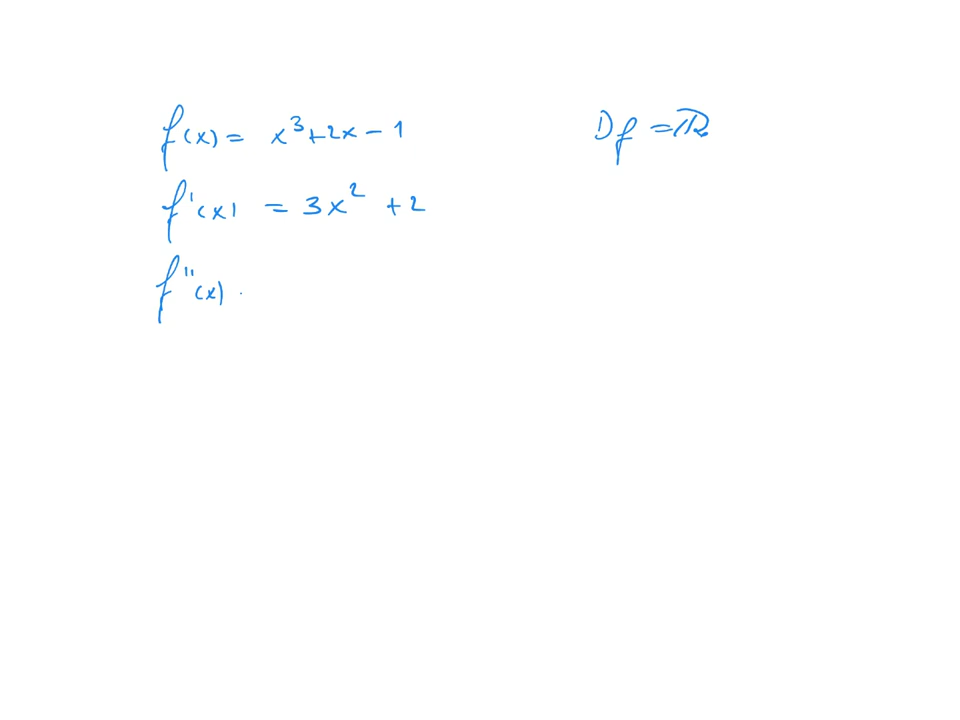 f(x) = x³+2x-1 Df = ℝ
f'(x) = 3x² +2
f''(x)